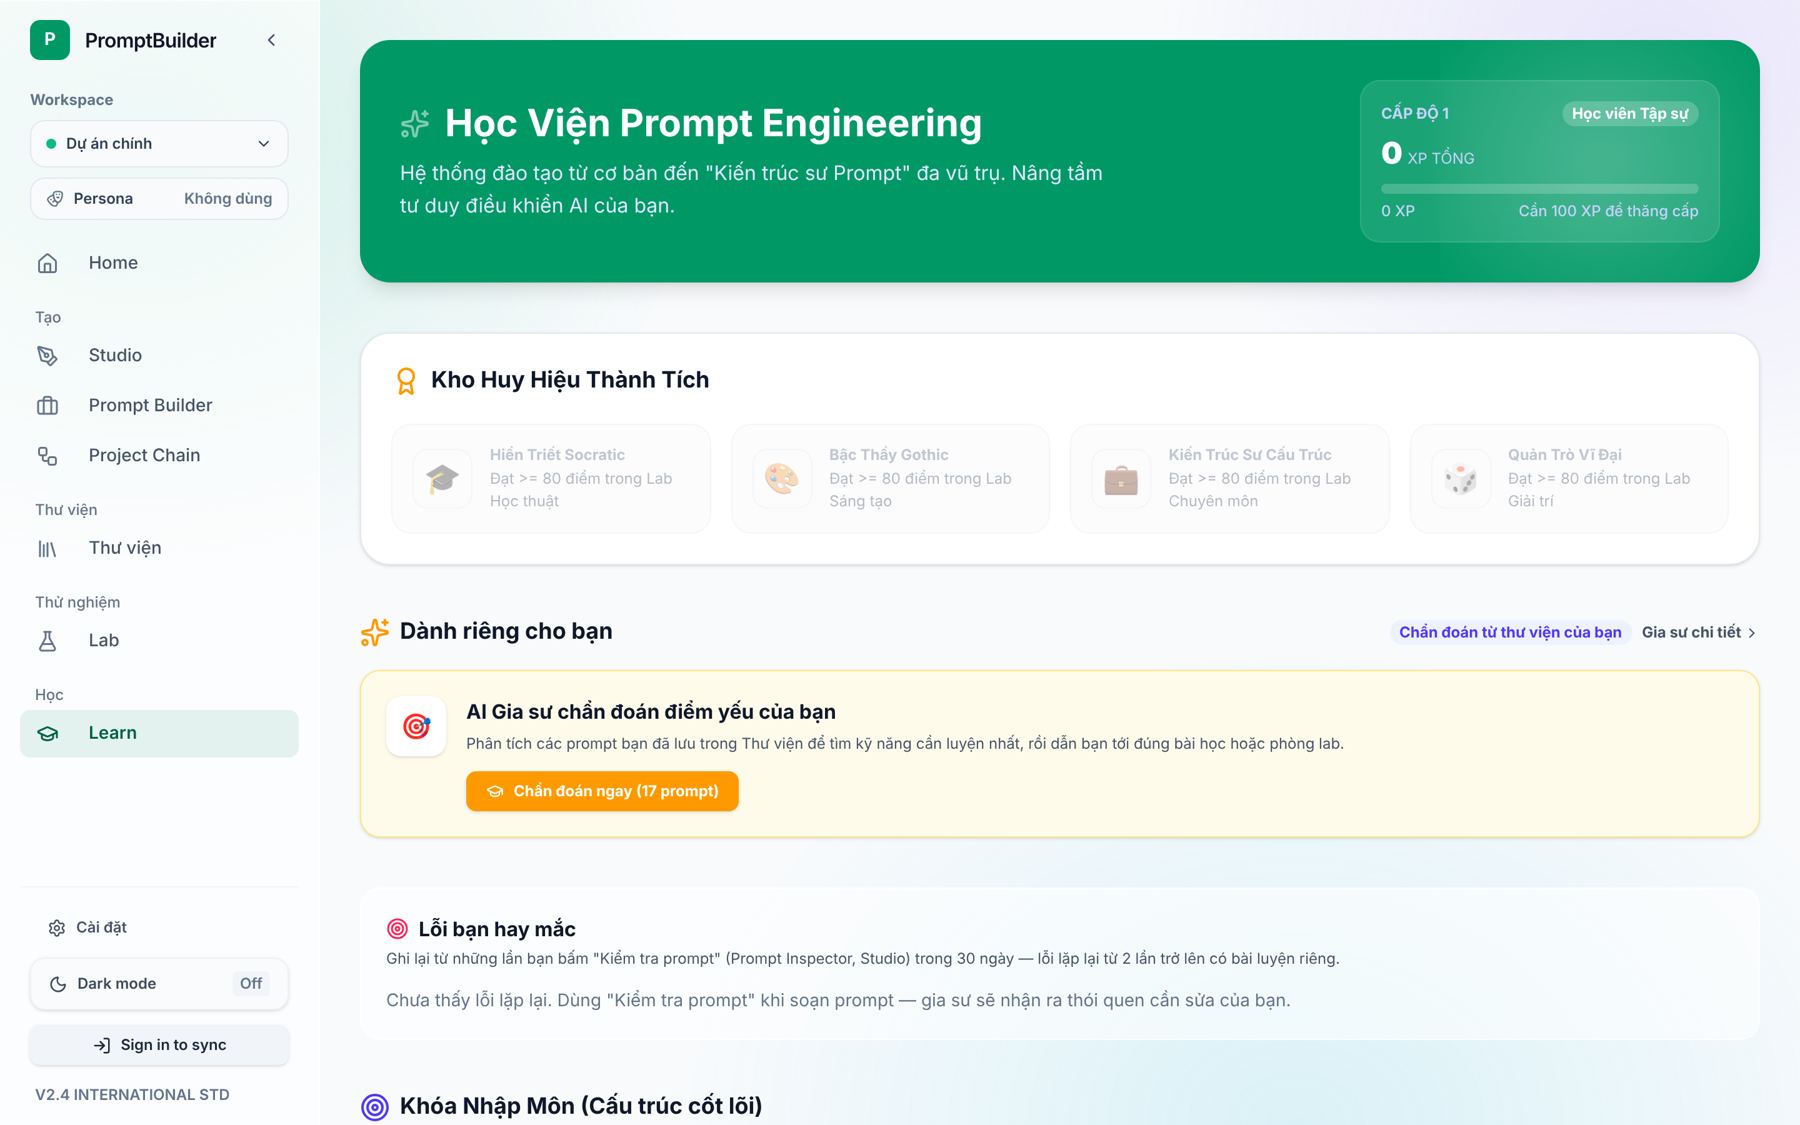 P
PromptBuilder
Workspace
Dự án chính
Persona Không dùng
Home
Tạo
Studio
Prompt Builder
Project Chain
Thư viện
Thư viện
Thử nghiệm
Lab
Học
Learn
Cài đặt
Dark mode Off
Sign in to sync
V2.4 INTERNATIONAL STD
Học Viện Prompt Engineering
Hệ thống đào tạo từ cơ bản đến "Kiến trúc sư Prompt" đa vũ trụ. Nâng tầm
tư duy điều khiển AI của bạn.
CẤP ĐỘ 1 Học viên Tập sự
0 XP TỔNG
0 XP Cần 100 XP để thăng cấp
Kho Huy Hiệu Thành Tích
Hiền Triết Socratic
Đạt >= 80 điểm trong Lab
Học thuật
Bậc Thầy Gothic
Đạt >= 80 điểm trong Lab
Sáng tạo
Kiến Trúc Sư Cấu Trúc
Đạt >= 80 điểm trong Lab
Chuyên môn
Quản Trò Vĩ Đại
Đạt >= 80 điểm trong Lab
Giải trí
Dành riêng cho bạn
Chẩn đoán từ thư viện của bạn Gia sư chi tiết
AI Gia sư chẩn đoán điểm yếu của bạn
Phân tích các prompt bạn đã lưu trong Thư viện để tìm kỹ năng cần luyện nhất, rồi dẫn bạn tới đúng bài học hoặc phòng lab.
Chẩn đoán ngay (17 prompt)
Lỗi bạn hay mắc
Ghi lại từ những lần bạn bấm "Kiểm tra prompt" (Prompt Inspector, Studio) trong 30 ngày — lỗi lặp lại từ 2 lần trở lên có bài luyện riêng.
Chưa thấy lỗi lặp lại. Dùng "Kiểm tra prompt" khi soạn prompt — gia sư sẽ nhận ra thói quen cần sửa của bạn.
Khóa Nhập Môn (Cấu trúc cốt lõi)